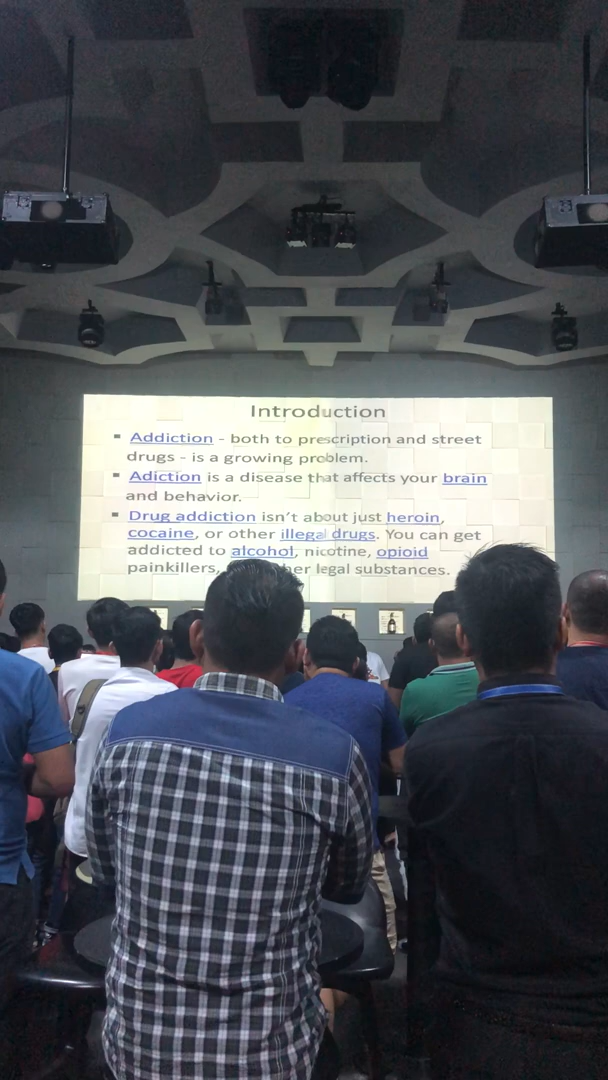 Introduction
Addiction - both to prescription and street
drugs - is a growing problem.
Adiction is a disease that affects your brain
and behavior.
Drug addiction isn't about just heroin,
cocaine, or other illegal drugs. You can get
addicted to alcohol, nicotine, opioid
painkillers, legal substances.